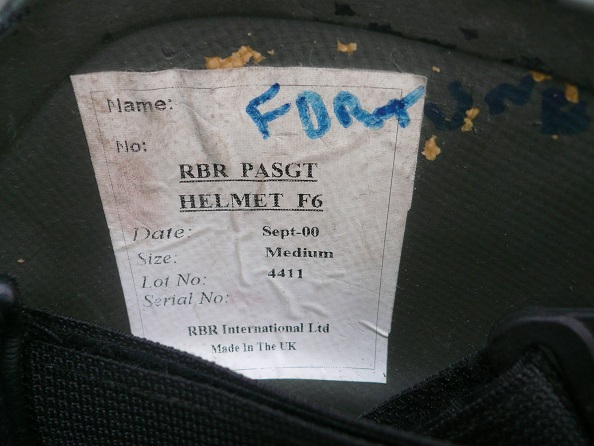 Name: FORTUNE
No:
RBR PASGT
HELMET F6
Date: Sept-00
Size: Medium
Lot No: 4411
Serial No:
RBR International Ltd
Made In The UK